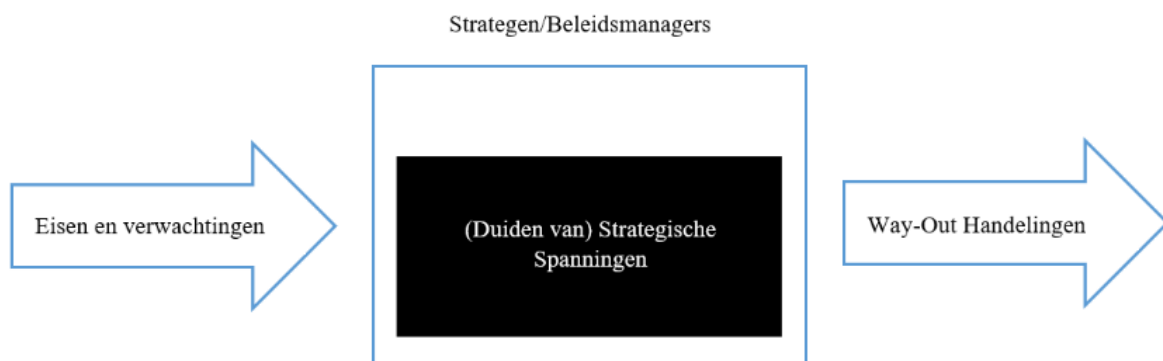 Strategen/Beleidsmanagers
Eisen en verwachtingen
(Duiden van) Strategische
Spanningen
Way-Out Handelingen